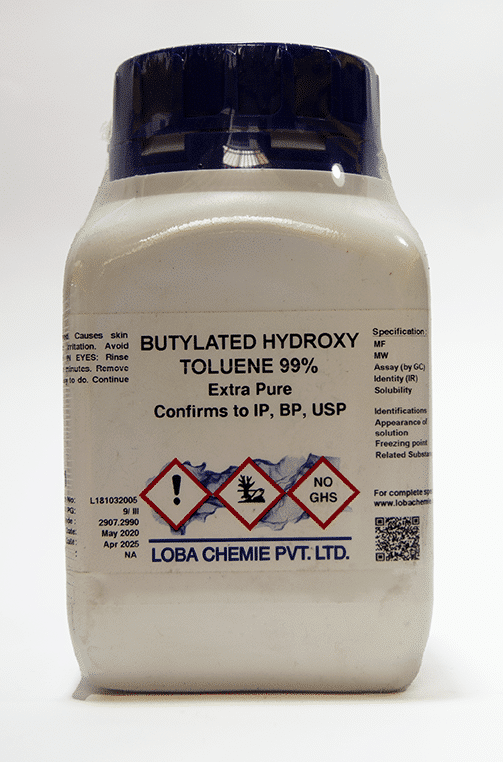 Causes skin
irritation. Avoid
EYES: Rinse
minutes. Remove
to do. Continue
BUTYLATED HYDROXY
TOLUENE 99%
Extra Pure
Confirms to IP, BP, USP
Specification
MF
MW
Assay (by GC)
Identity (IR)
Solubility
Identifications
Appearance of
solution
Freezing point
Related
For complete
www.lobachemie
No: L181032005
PG: 9/ III
2907.2990
May 2020
Apr 2025
NA
!
NO
GHS
LOBA CHEMIE PVT. LTD.